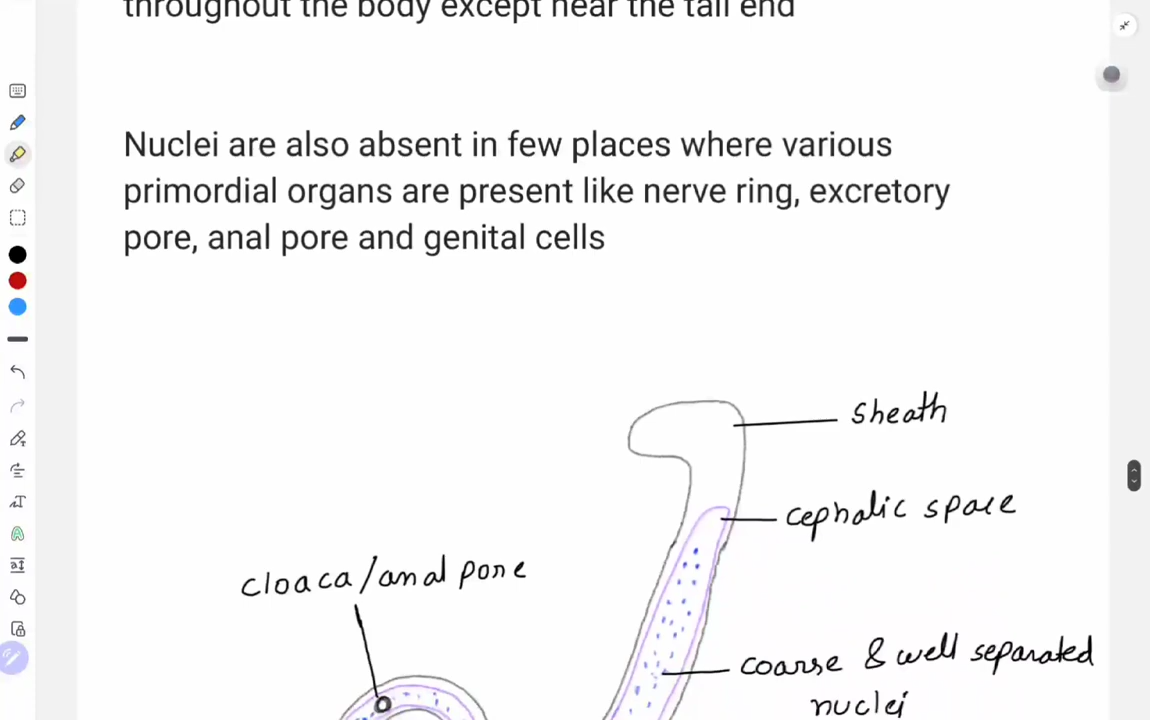 throughout the body except near the tail end
Nuclei are also absent in few places where various
primordial organs are present like nerve ring, excretory
pore, anal pore and genital cells
sheath
cephalic space
cloaca/anal pore
coarse & well separated
nuclei